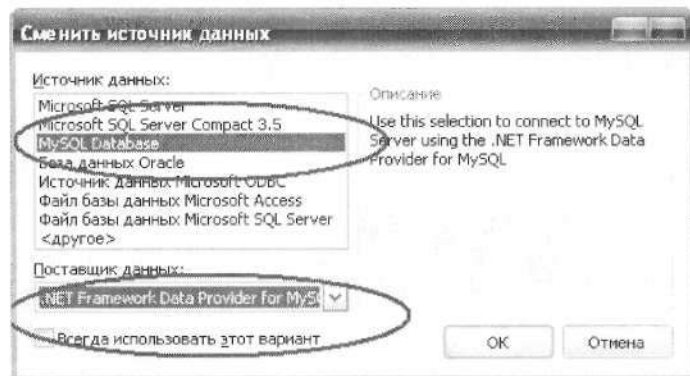 Сменить источник данных
Источник данных:
Microsoft SQL Server
Microsoft SQL Server Compact 3.5
MySQL Database
База данных Oracle
Источник данных Microsoft ODBC
Файл базы данных Microsoft Access
Файл базы данных Microsoft SQL Server
<другое>
Описание
Use this selection to connect to MySQL
Server using the .NET Framework Data
Provider for MySQL
Поставщик данных:
.NET Framework Data Provider for MyS
Всегда использовать этот вариант
OK
Отмена